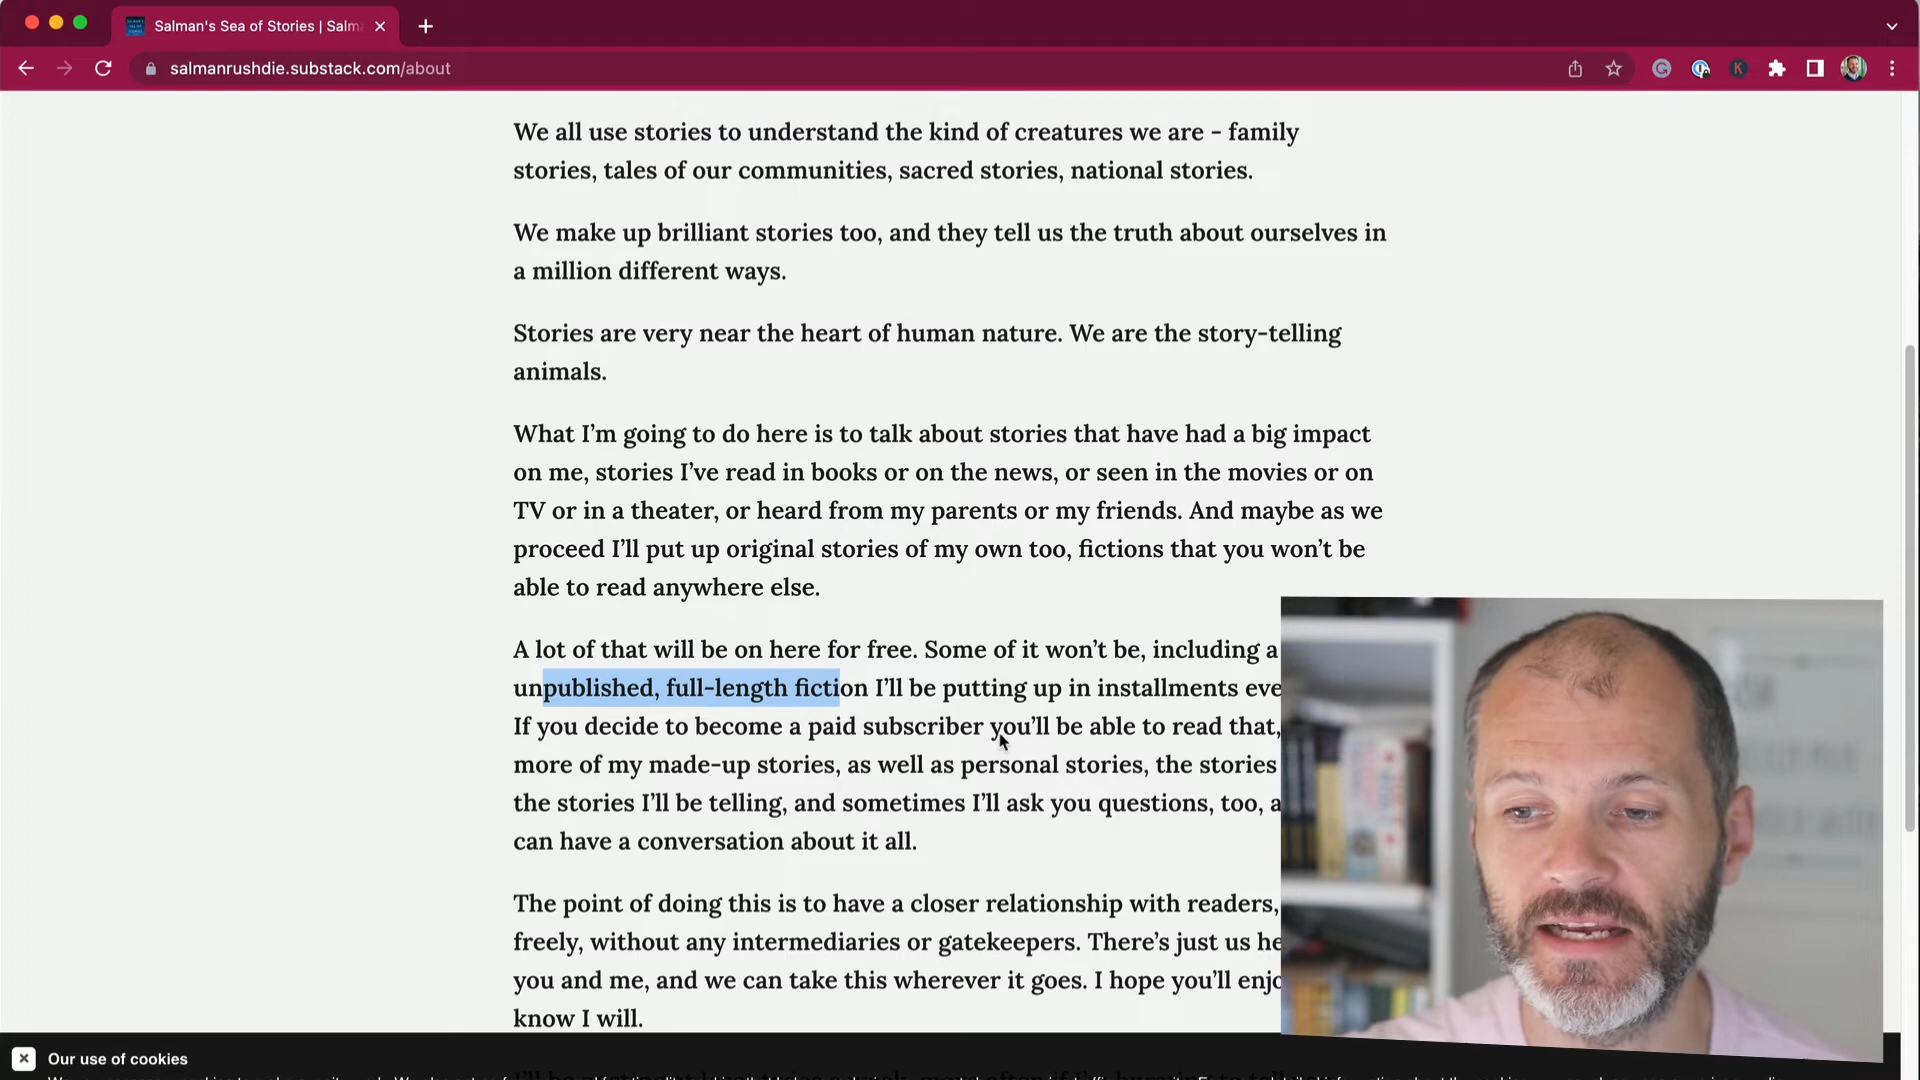 Salman's Sea of Stories | Salm
salmanrushdie.substack.com/about
We all use stories to understand the kind of creatures we are - family
stories, tales of our communities, sacred stories, national stories.
We make up brilliant stories too, and they tell us the truth about ourselves in
a million different ways.
Stories are very near the heart of human nature. We are the story-telling
animals.
What I’m going to do here is to talk about stories that have had a big impact
on me, stories I’ve read in books or on the news, or seen in the movies or on
TV or in a theater, or heard from my parents or my friends. And maybe as we
proceed I’ll put up original stories of my own too, fictions that you won’t be
able to read anywhere else.
A lot of that will be on here for free. Some of it won’t be, including a
unpublished, full-length fiction I’ll be putting up in installments eve
If you decide to become a paid subscriber you’ll be able to read that,
more of my made-up stories, as well as personal stories, the stories
the stories I’ll be telling, and sometimes I’ll ask you questions, too, a
can have a conversation about it all.
The point of doing this is to have a closer relationship with readers,
freely, without any intermediaries or gatekeepers. There’s just us he
you and me, and we can take this wherever it goes. I hope you’ll enjo
know I will.
Our use of cookies